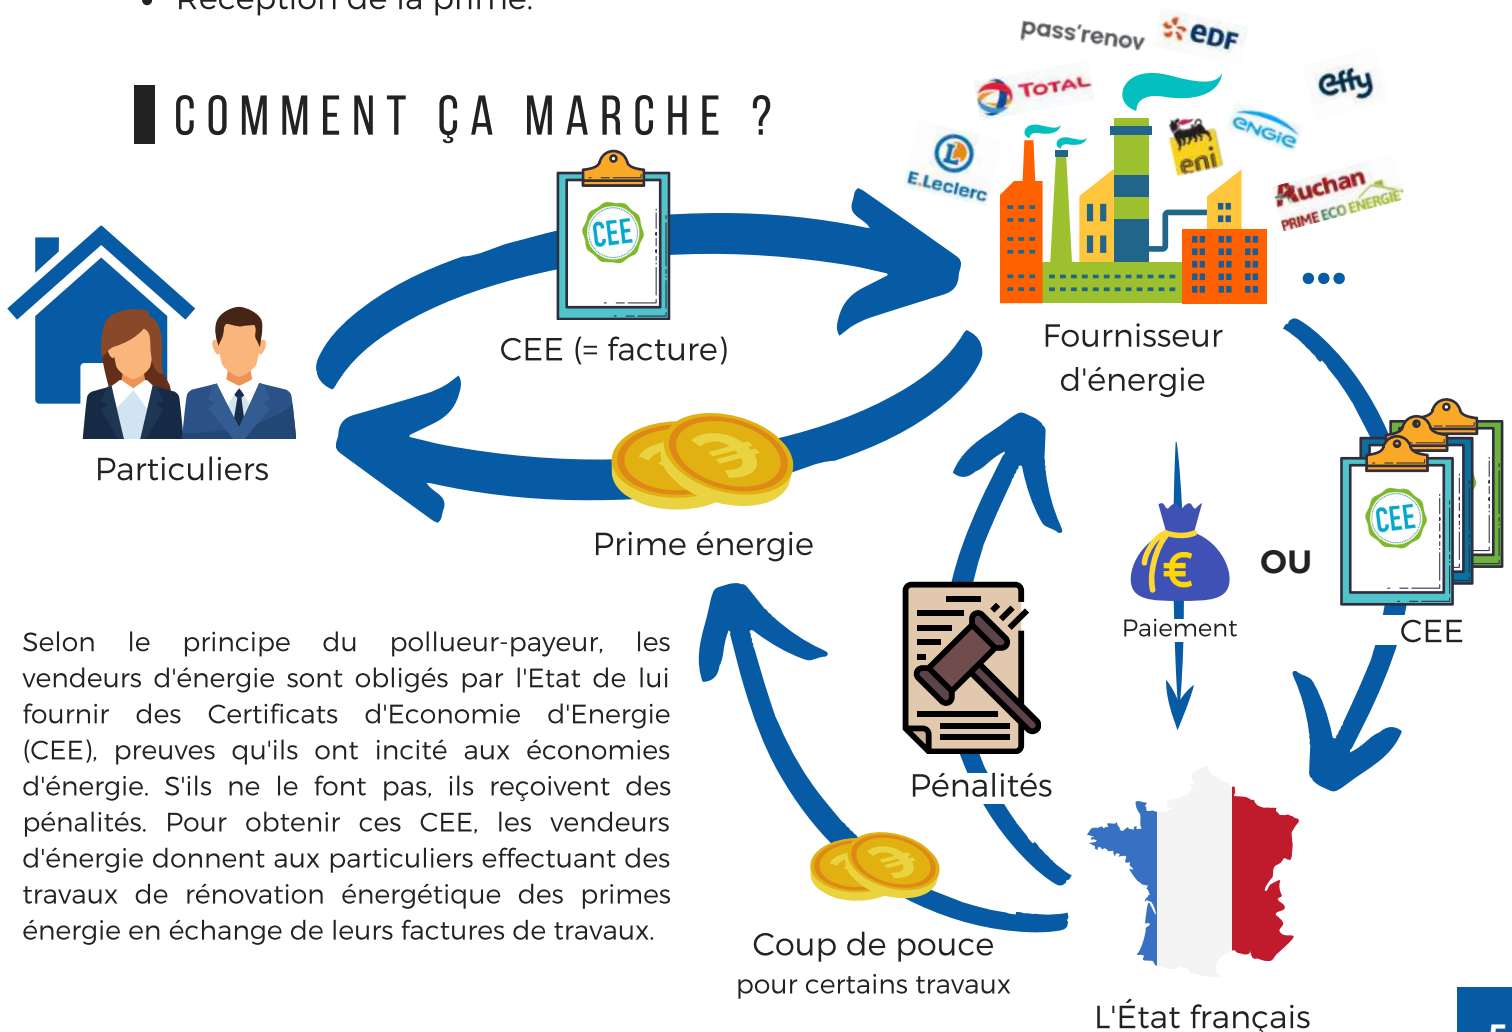 • Réception de la prime.
pass'renov
eDF
TOTAL
effy
COMMENT ÇA MARCHE ?
ENGIE
eni
E.Leclerc
Auchan
PRIME ECO ENERGIE
CEE
...
CEE (= facture)
Fournisseur
d'énergie
Particuliers
CEE
Prime énergie
€
OU
Paiement
CEE
Selon le principe du pollueur-payeur, les
vendeurs d'énergie sont obligés par l'Etat de lui
fournir des Certificats d'Economie d'Energie
(CEE), preuves qu'ils ont incité aux économies
d'énergie. S'ils ne le font pas, ils reçoivent des
pénalités. Pour obtenir ces CEE, les vendeurs
d'énergie donnent aux particuliers effectuant des
travaux de rénovation énergétique des primes
énergie en échange de leurs factures de travaux.
Pénalités
Coup de pouce
pour certains travaux
L'État français